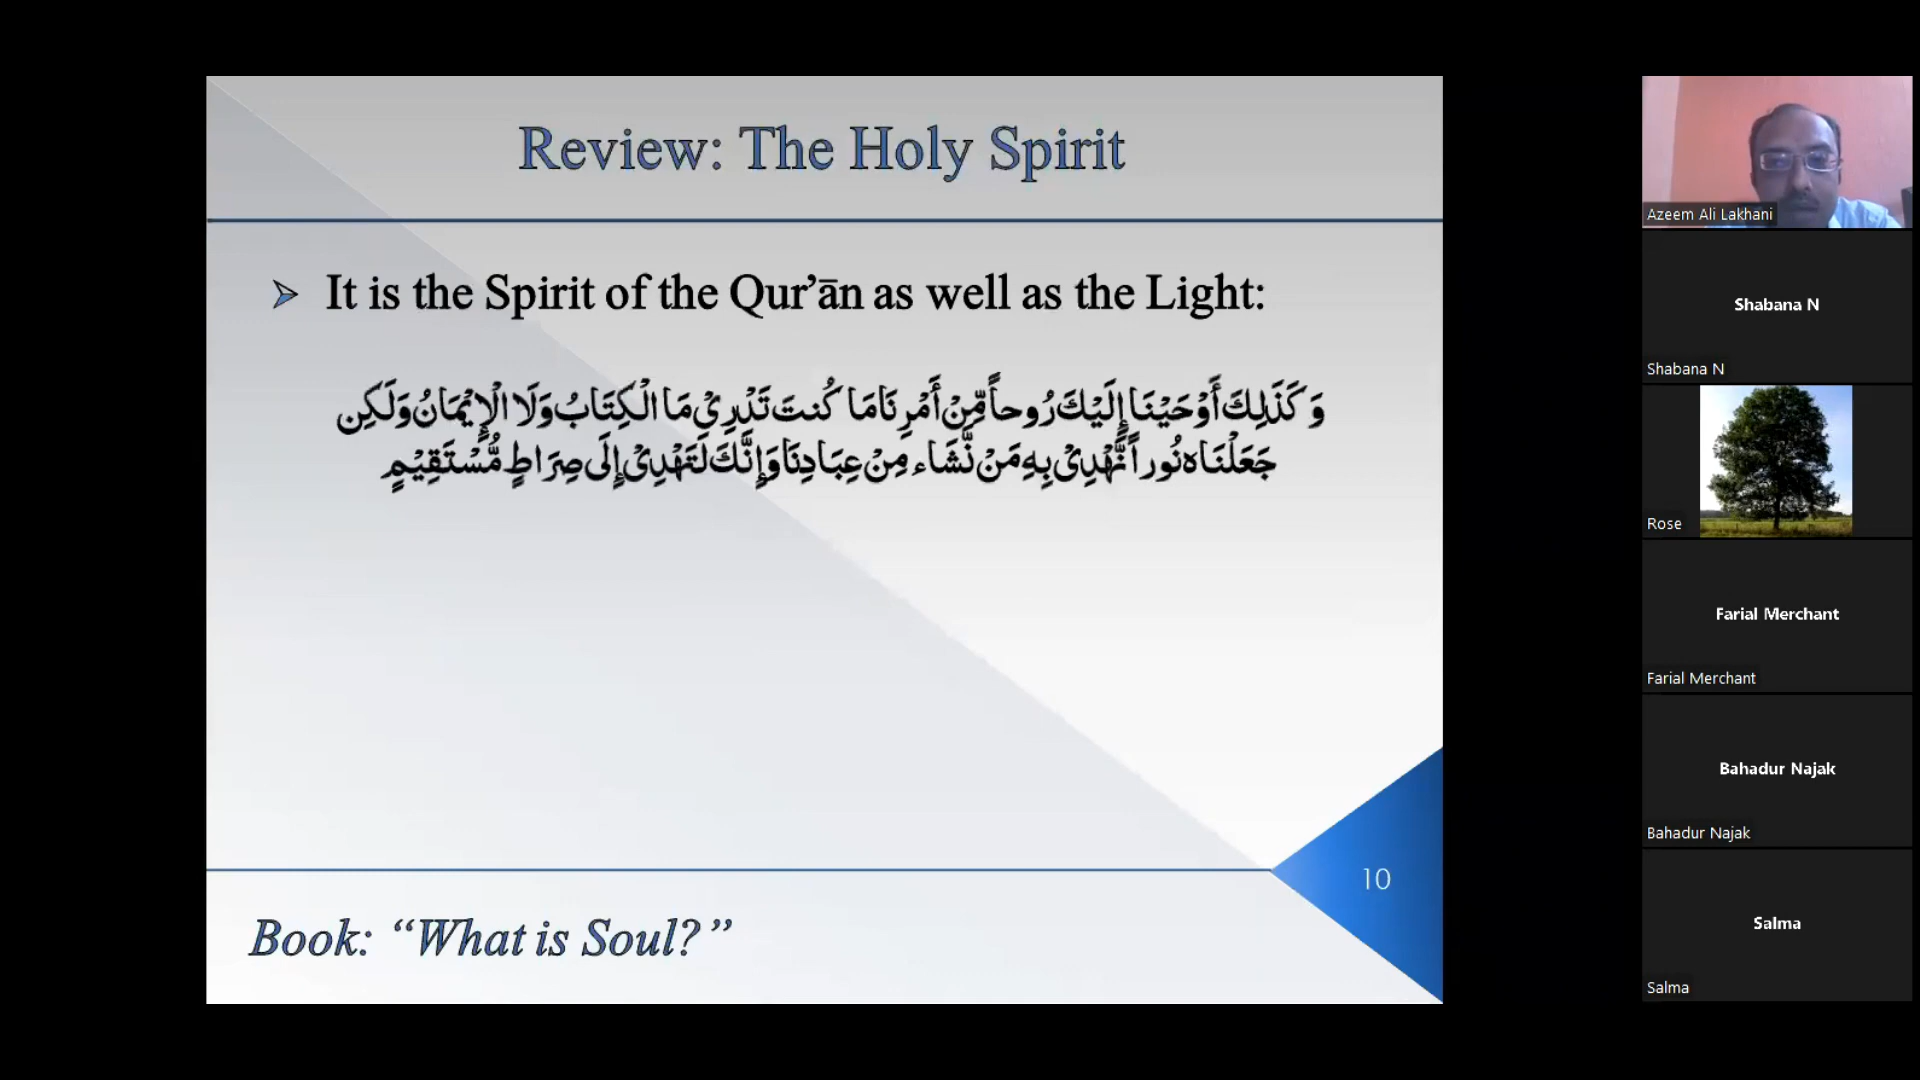 Review: The Holy Spirit
It is the Spirit of the Qur’ān as well as the Light:
وَ كَذَلِكَ أَوْحَيْنَا إِلَيْكَ رُوحاً مِّنْ أَمْرِنَا مَا كُنتَ تَدْرِىْ مَا الْكِتَابُ وَلَا الْإِيْمَانُ وَلَكِن
جَعَلْنَاه نُوراً نَّهْدِىْ بِهِ مَنْ نَّشَاء مِنْ عِبَادِنَا وَإِنَّكَ لَتَهْدِىْ إِلَى صِرَاطٍ مُّسْتَقِيْمٍ
10
Book: “What is Soul?”
Azeem Ali Lakhani
Shabana N
Shabana N
Rose
Farial Merchant
Farial Merchant
Bahadur Najak
Bahadur Najak
Salma
Salma